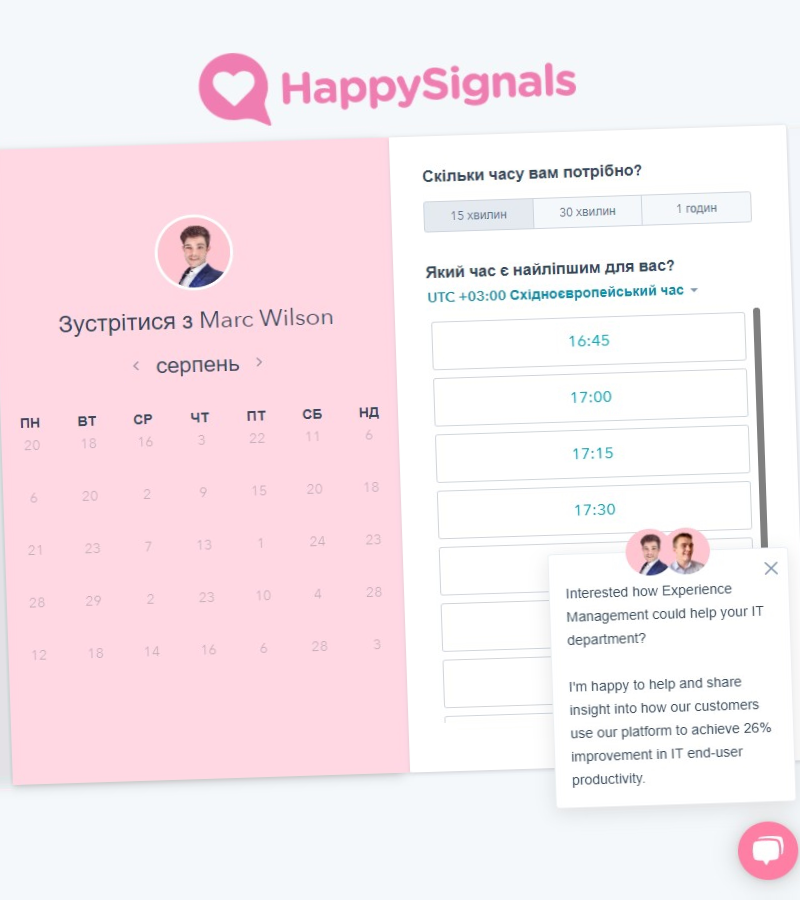 HappySignals
Зустрітися з Marc Wilson
серпень
ПН ВТ СР ЧТ ПТ СБ НД
20 18 16 3 22 11 6
6 20 2 9 15 20 18
21 23 7 13 1 24 23
28 29 2 23 10 4 28
12 18 14 16 6 28 3
Скільки часу вам потрібно?
15 хвилин 30 хвилин 1 годин
Який час є найліпшим для вас?
UTC +03:00 Східноєвропейський час
16:45
17:00
17:15
17:30
Interested how Experience
Management could help your IT
department?
I'm happy to help and share
insight into how our customers
use our platform to achieve 26%
improvement in IT end-user
productivity.